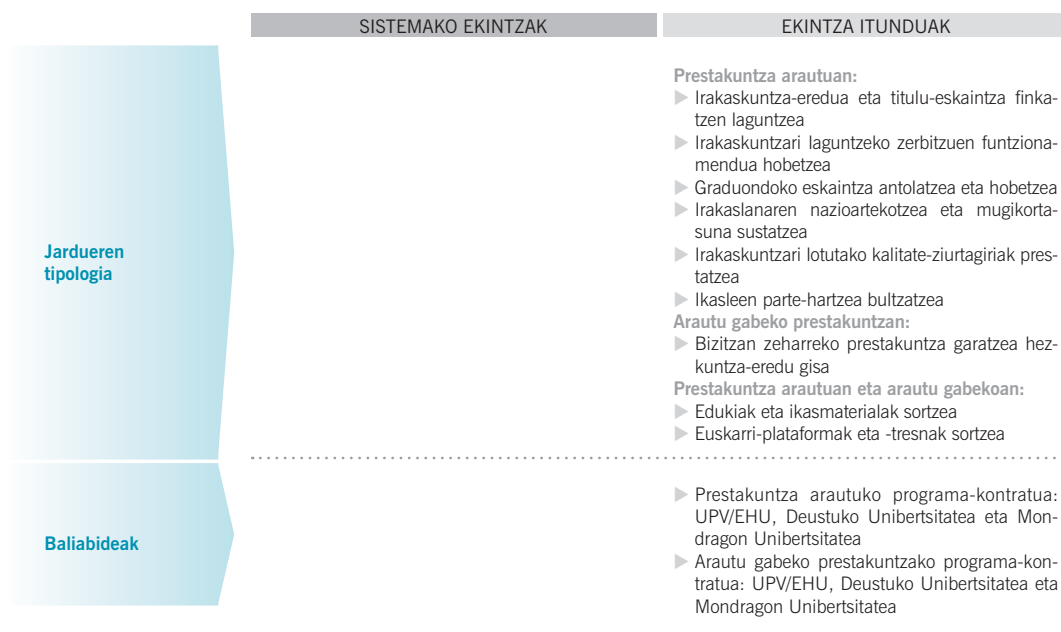 SISTEMAKO EKINTZAK
EKINTZA ITUNDUAK
Jardueren
tipologia
Prestakuntza arautuan:
▶ Irakaskuntza-eredua eta titulu-eskaintza finka-
tzen laguntzea
▶ Irakaskuntzari laguntzeko zerbitzuen funtziona-
mendua hobetzea
▶ Graduondoko eskaintza antolatzea eta hobetzea
▶ Irakaslanaren nazioartekotzea eta mugikorta-
suna sustatzea
▶ Irakaskuntzari lotutako kalitate-ziurtagiriak pres-
tatzea
▶ Ikasleen parte-hartzea bultzatzea
Arautu gabeko prestakuntzan:
▶ Bizitzan zeharreko prestakuntza garatzea hez-
kuntza-eredu gisa
Prestakuntza arautuan eta arautu gabekoan:
▶ Edukiak eta ikasmaterialak sortzea
▶ Euskarri-plataformak eta -tresnak sortzea
Baliabideak
▶ Prestakuntza arautuko programa-kontratua:
UPV/EHU, Deustuko Unibertsitatea eta Mon-
dragon Unibertsitatea
▶ Arautu gabeko prestakuntzako programa-kon-
tratua: UPV/EHU, Deustuko Unibertsitatea eta
Mondragon Unibertsitatea